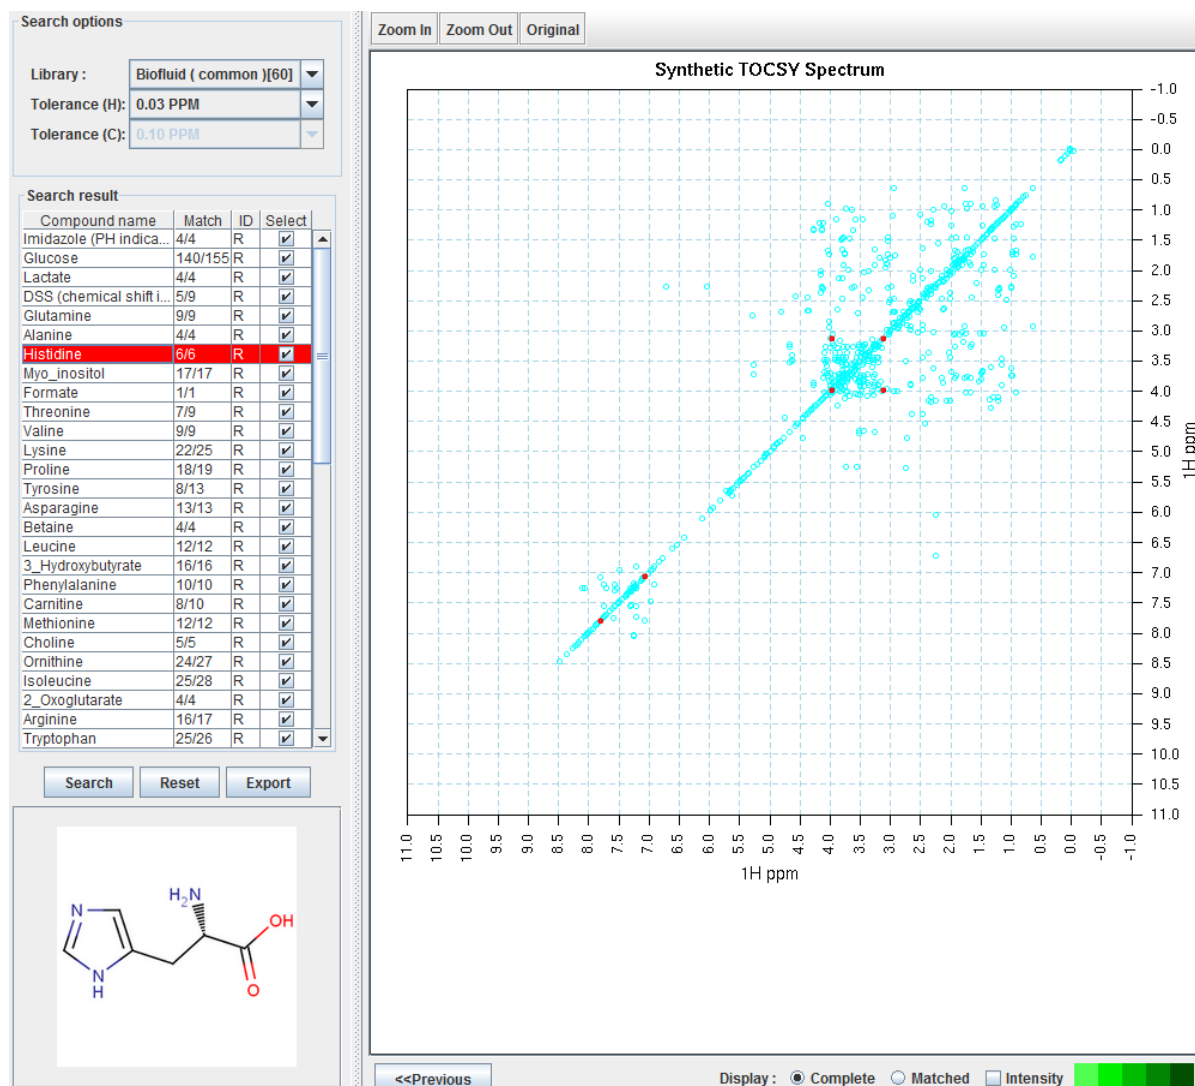 Search options
Library :
Biofluid ( common )[60]
Tolerance (H):
0.03 PPM
Tolerance (C):
0.10 PPM
Search result
Compound name Match ID Select
Imidazole (PH indica... 4/4 R
Glucose 140/155 R
Lactate 4/4 R
DSS (chemical shift i... 5/9 R
Glutamine 9/9 R
Alanine 4/4 R
Histidine 6/6 R
Myo_inositol 17/17 R
Formate 1/1 R
Threonine 7/9 R
Valine 9/9 R
Lysine 22/25 R
Proline 18/19 R
Tyrosine 8/13 R
Asparagine 13/13 R
Betaine 4/4 R
Leucine 12/12 R
3_Hydroxybutyrate 16/16 R
Phenylalanine 10/10 R
Carnitine 8/10 R
Methionine 12/12 R
Choline 5/5 R
Ornithine 24/27 R
Isoleucine 25/28 R
2_Oxoglutarate 4/4 R
Arginine 16/17 R
Tryptophan 25/26 R
Search Reset Export
H₂N
N
OH
N
H
O
Zoom In Zoom Out Original
Synthetic TOCSY Spectrum
-1.0
-0.5
0.0
0.5
1.0
1.5
2.0
2.5
3.0
3.5
4.0
4.5
5.0
5.5
6.0
6.5
7.0
7.5
8.0
8.5
9.0
9.5
10.0
10.5
11.0
1H ppm
11.0 10.5 10.0 9.5 9.0 8.5 8.0 7.5 7.0 6.5 6.0 5.5 5.0 4.5 4.0 3.5 3.0 2.5 2.0 1.5 1.0 0.5 0.0 -0.5 -1.0
1H ppm
<<Previous
Display : Complete Matched Intensity